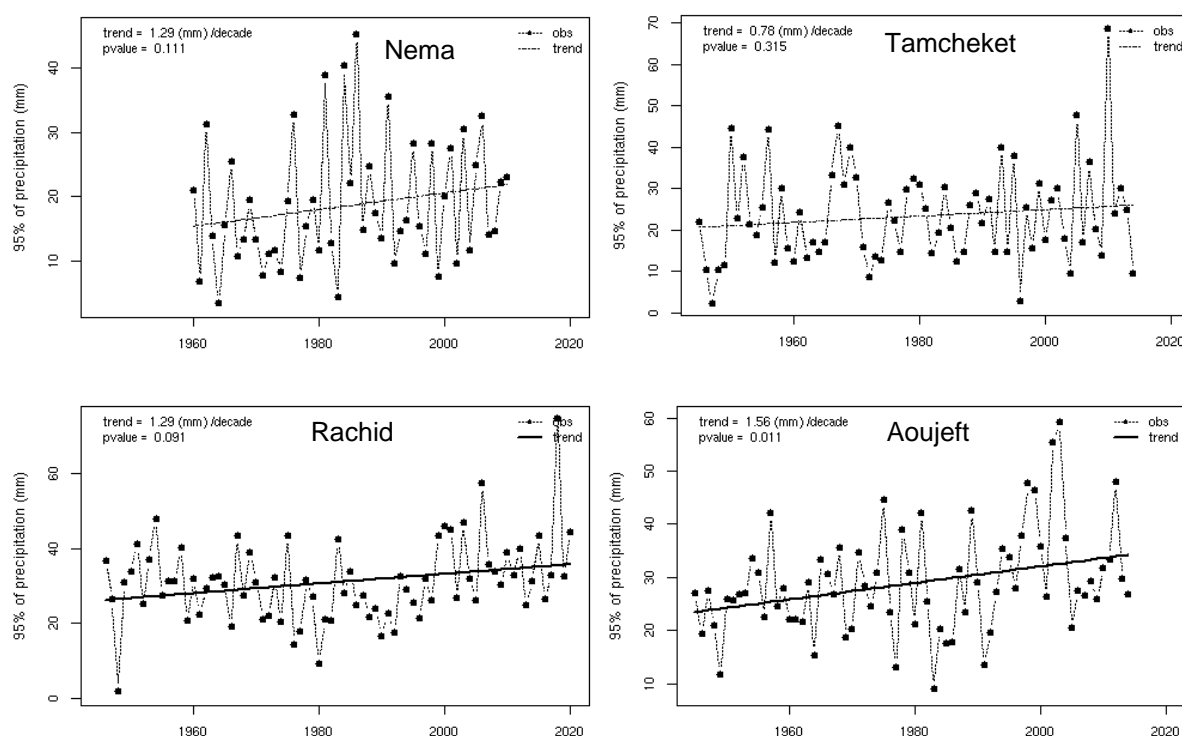 trend = 1.29 (mm) /decade
pvalue = 0.111
Nema
obs
trend
95% of precipitation (mm)
40
30
20
10
1960 1980 2000 2020
trend = 0.78 (mm) /decade
pvalue = 0.315
Tamcheket
obs
trend
95% of precipitation (mm)
70
60
50
40
30
20
10
0
1960 1980 2000 2020
trend = 1.29 (mm) /decade
pvalue = 0.091
Rachid
obs
trend
95% of precipitation (mm)
60
40
20
0
1960 1980 2000 2020
trend = 1.56 (mm) /decade
pvalue = 0.011
Aoujeft
obs
trend
95% of precipitation (mm)
60
50
40
30
20
10
1960 1980 2000 2020